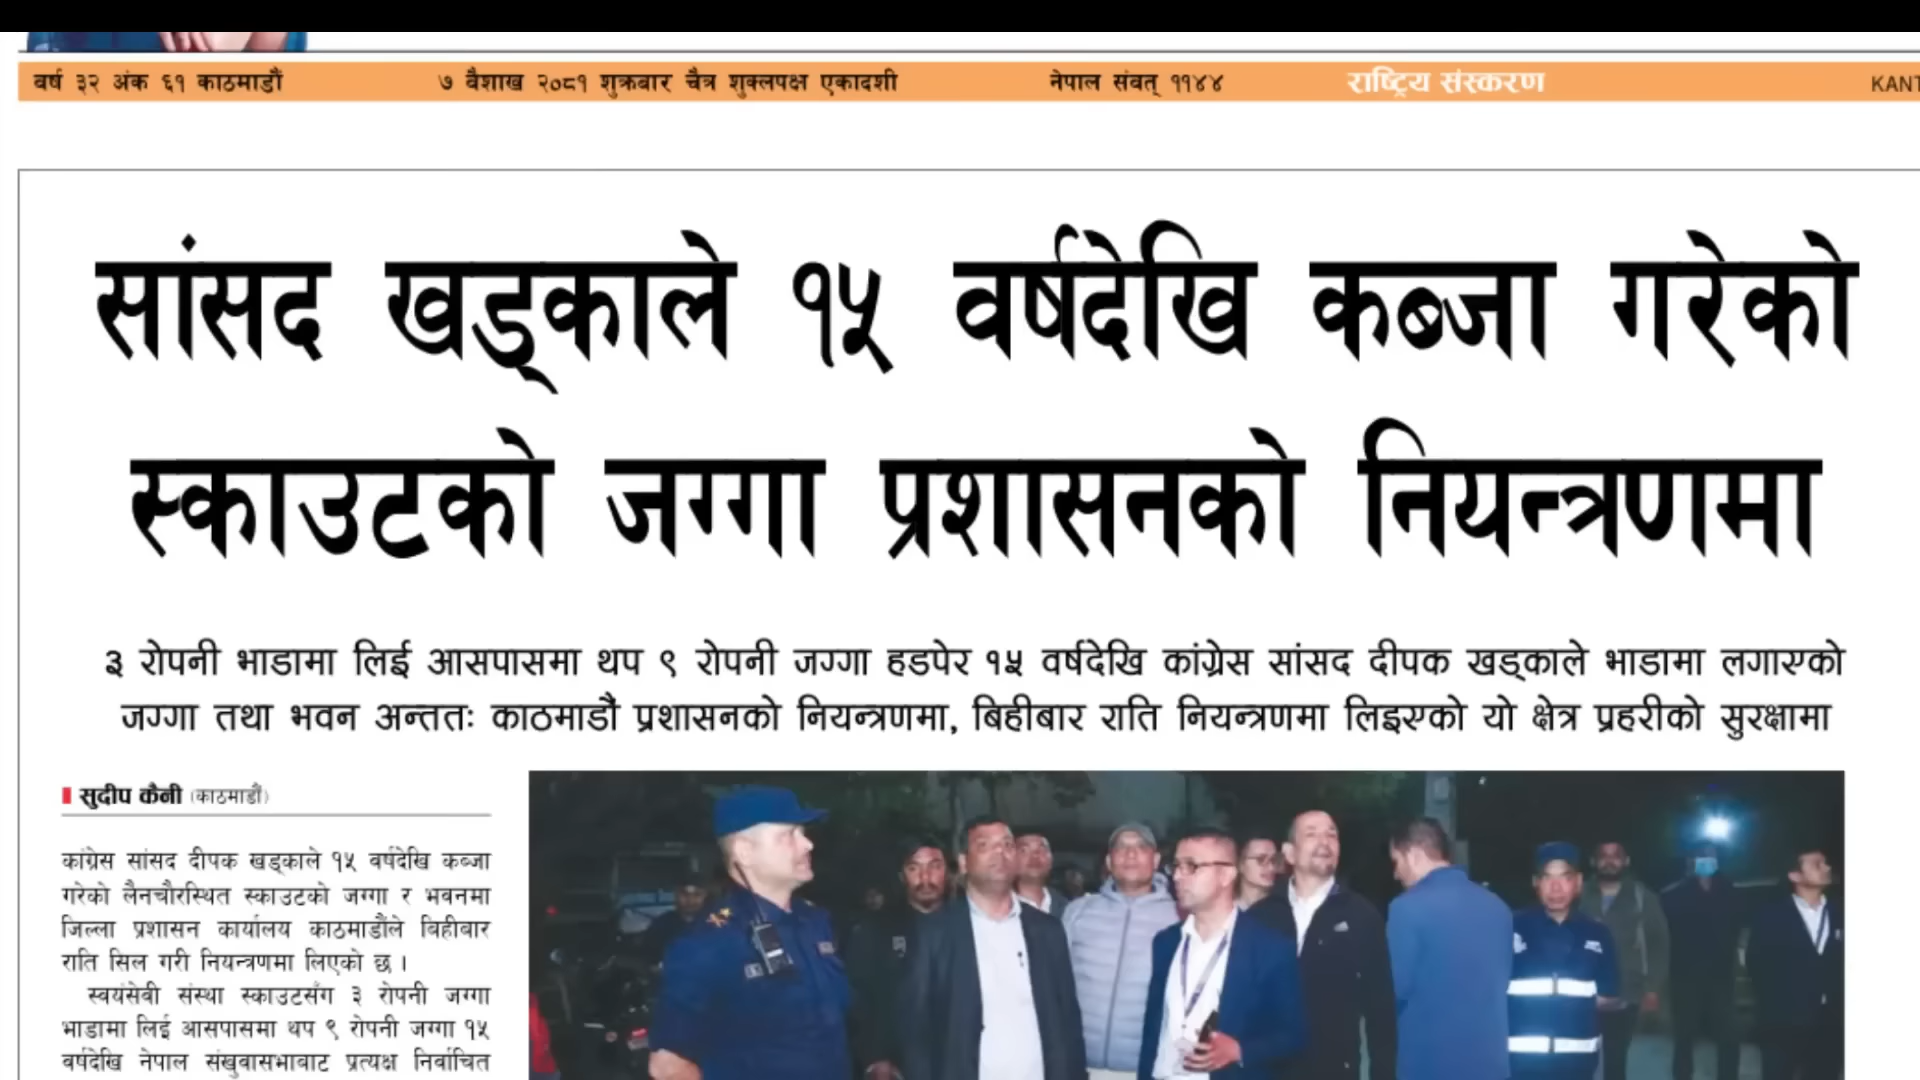 वर्ष ३२ अंक ६१ काठमाडौं ७ वैशाख २०८१ शुक्रबार चैत्र शुक्लपक्ष एकादशी नेपाल संवत् ११४४ राष्ट्रिय संस्करण KANT
सांसद खड्काले १५ वर्षदेखि कब्जा गरेको
स्काउटको जग्गा प्रशासनको नियन्त्रणमा
३ रोपनी भाडामा लिई आसपासमा थप ९ रोपनी जग्गा हडपेर १५ वर्षदेखि कांग्रेस सांसद दीपक खड्काले भाडामा लगाएको
जग्गा तथा भवन अन्ततः काठमाडौं प्रशासनको नियन्त्रणमा, बिहीबार राति नियन्त्रणमा लिइएको यो क्षेत्र प्रहरीको सुरक्षामा
सुदीप कैनी (काठमाडौं)
कांग्रेस सांसद दीपक खड्काले १५ वर्षदेखि कब्जा
गरेको लैनचौरस्थित स्काउटको जग्गा र भवनमा
जिल्ला प्रशासन कार्यालय काठमाडौंले बिहीबार
राति सिल गरी नियन्त्रणमा लिएको छ ।
स्वयंसेवी संस्था स्काउटसँग ३ रोपनी जग्गा
भाडामा लिई आसपासमा थप ९ रोपनी जग्गा १५
वर्षदेखि नेपाल संखुवासभाबाट प्रत्यक्ष निर्वाचित